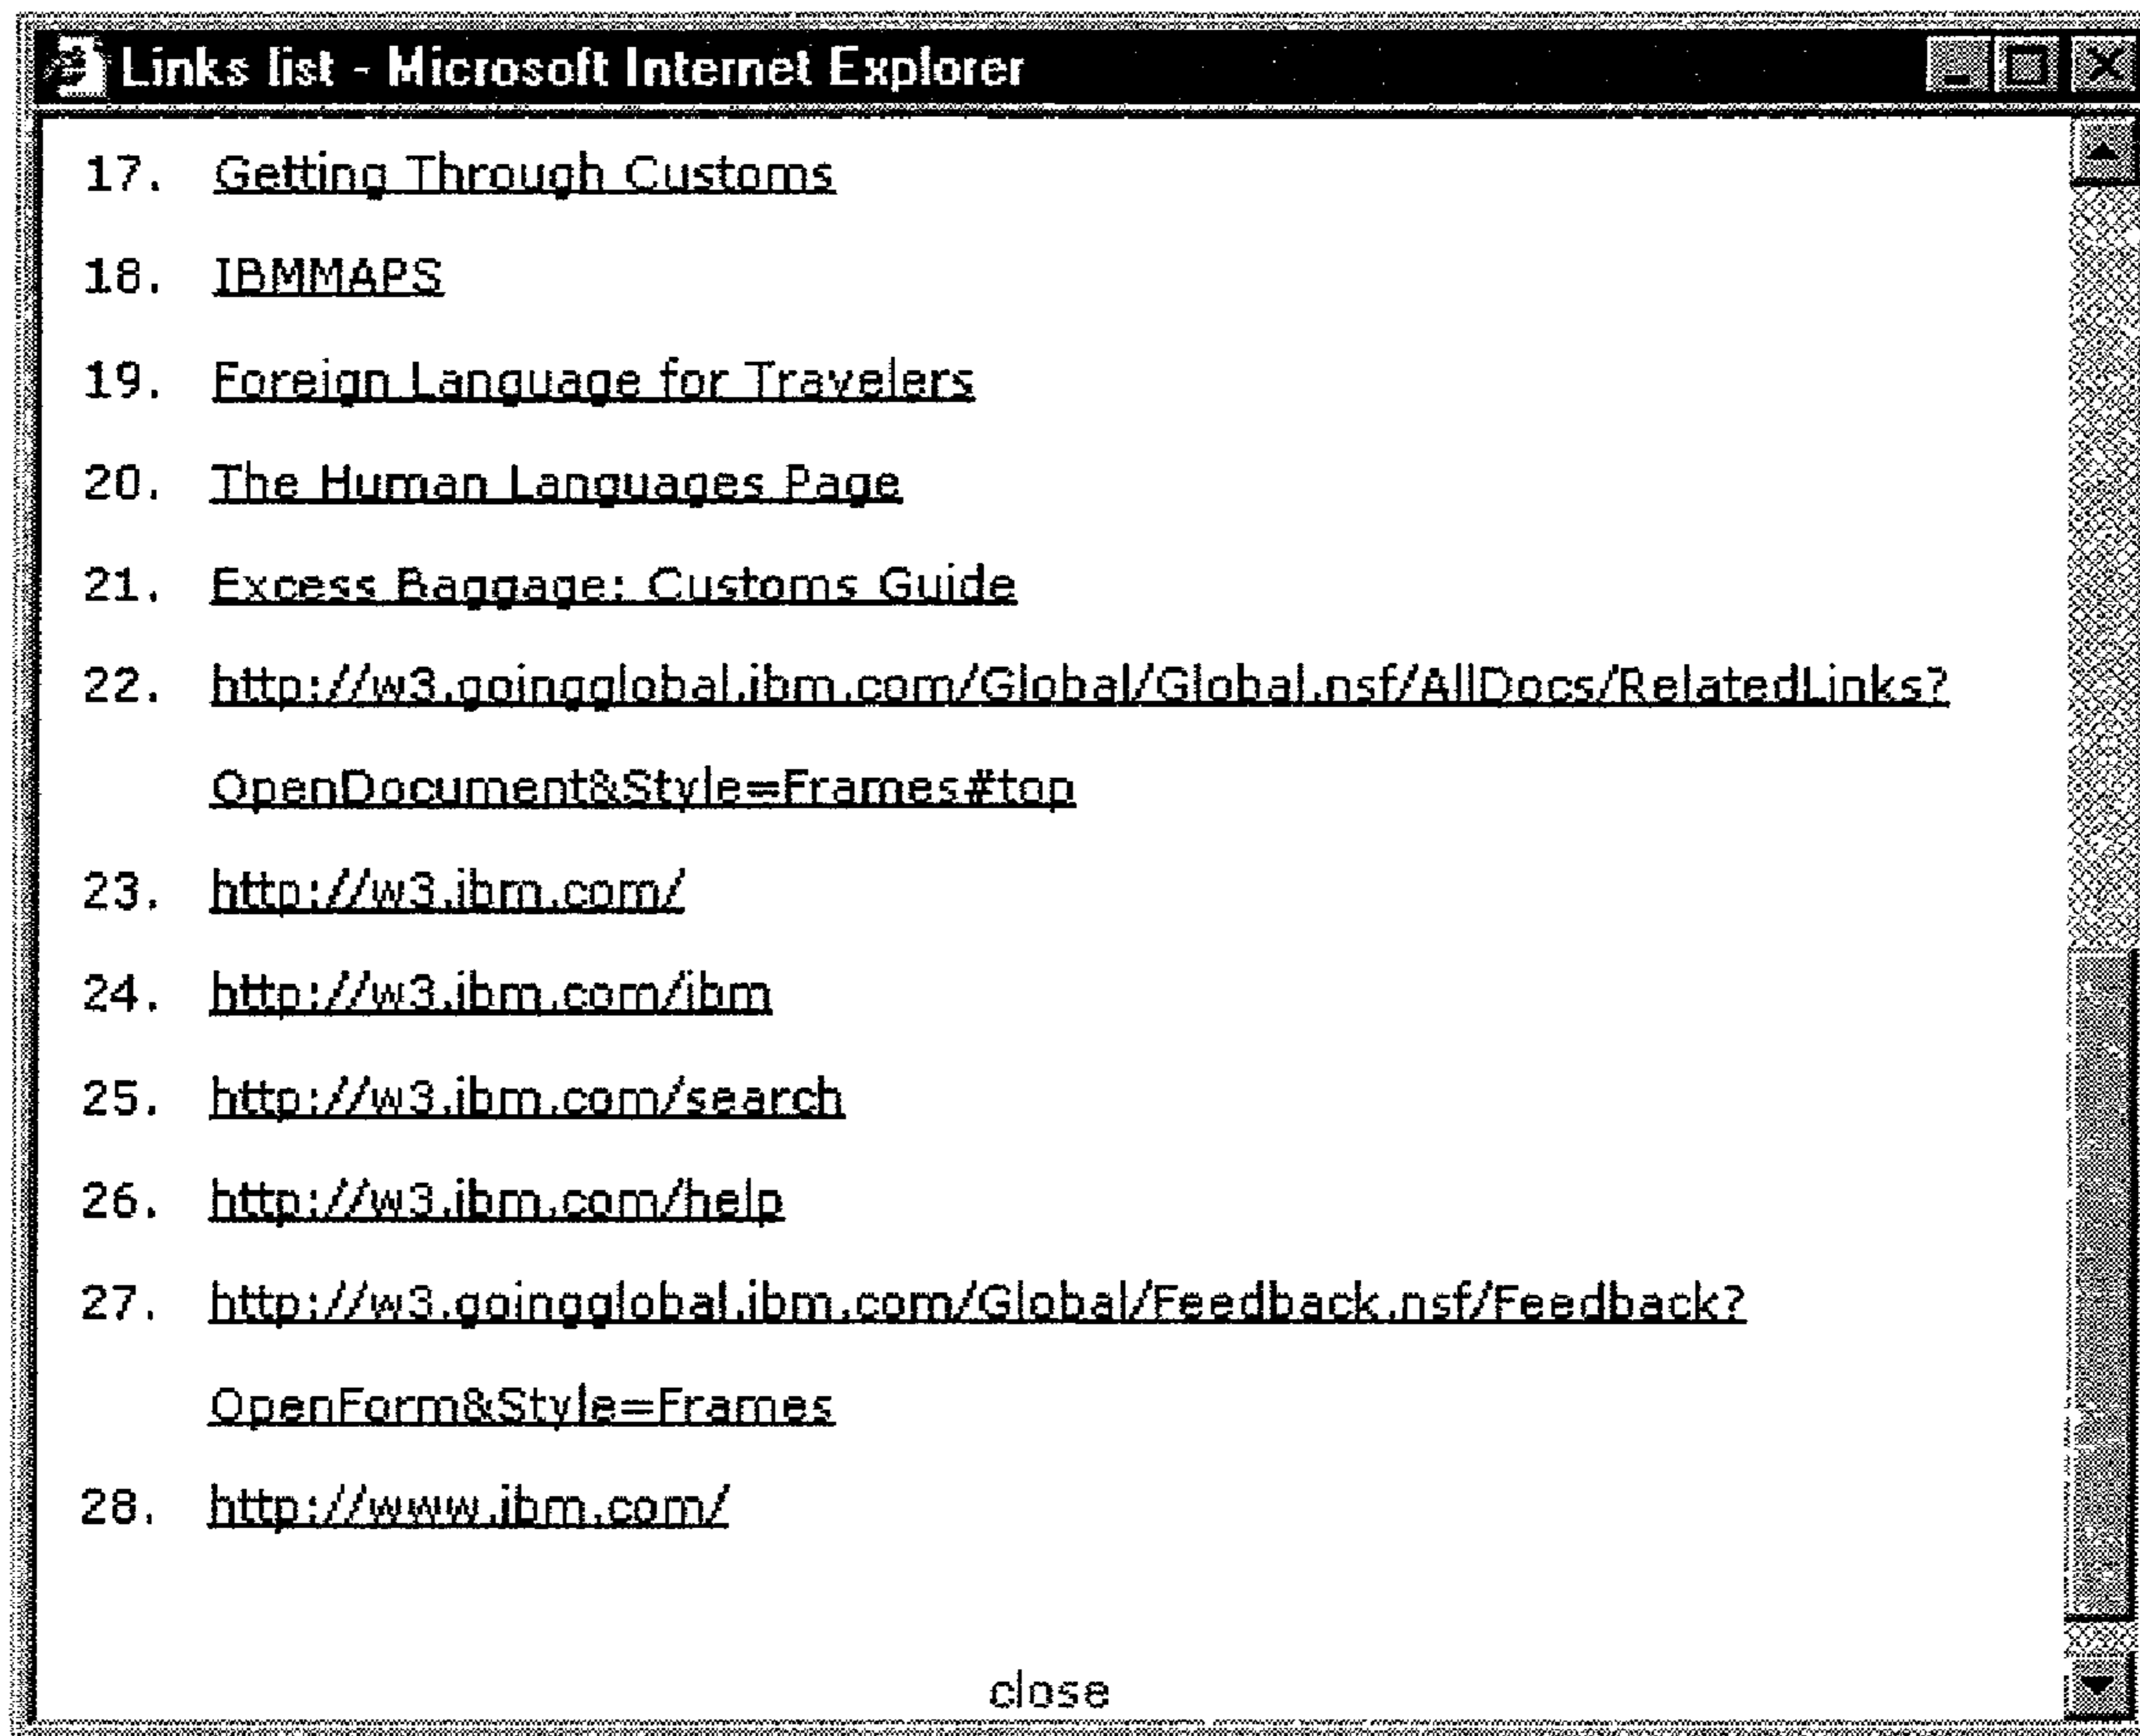 Links list - Microsoft Internet Explorer
17. Getting Through Customs
18. IBMMAPS
19. Foreign Language for Travelers
20. The Human Languages Page
21. Excess Baggage: Customs Guide
22. http://w3.goingglobal.ibm.com/Global/Global.nsf/AllDocs/RelatedLinks?
OpenDocument&Style=Frames#top
23. http://w3.ibm.com/
24. http://w3.ibm.com/ibm
25. http://w3.ibm.com/search
26. http://w3.ibm.com/help
27. http://w3.goingglobal.ibm.com/Global/Feedback.nsf/Feedback?
OpenForm&Style=Frames
28. http://www.ibm.com/
close